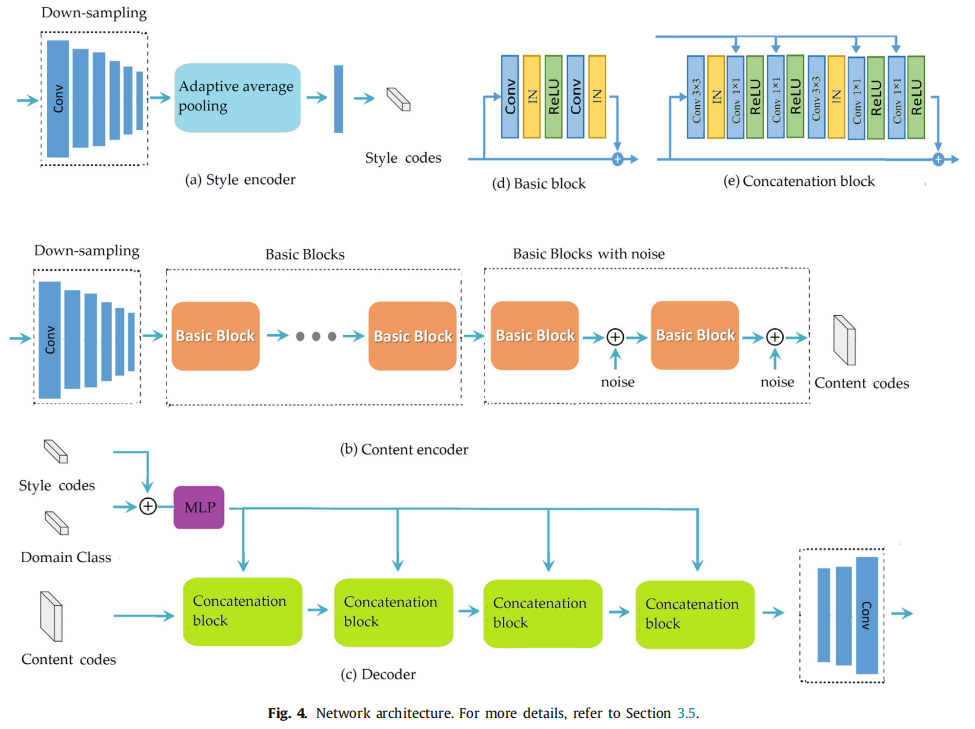 Down-sampling
Conv
Adaptive average
pooling
Style codes
(a) Style encoder
Conv
IN
ReLU
Conv
IN
+
(d) Basic block
Conv 3×3
IN
Conv 1×1
ReLU
Conv 1×1
ReLU
Conv 3×3
IN
Conv 1×1
ReLU
Conv 1×1
ReLU
+
(e) Concatenation block
Down-sampling
Conv
Basic Blocks
Basic Block
Basic Block
Basic Blocks with noise
Basic Block
+
noise
Basic Block
+
noise
Content codes
(b) Content encoder
Style codes
+
MLP
Domain Class
Content codes
Concatenation
block
Concatenation
block
Concatenation
block
Concatenation
block
Conv
(c) Decoder
Fig. 4. Network architecture. For more details, refer to Section 3.5.